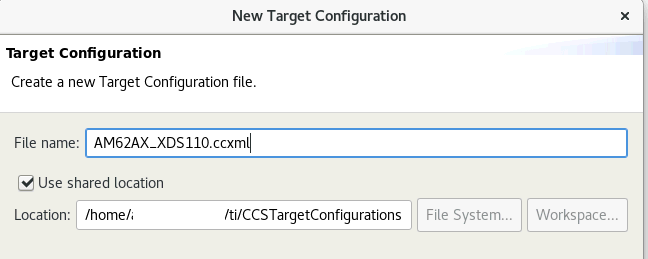 New Target Configuration
Target Configuration
Create a new Target Configuration file.
File name: AM62AX_XDS110.ccxml
Use shared location
Location: /home/ /ti/CCSTargetConfigurations File System... Workspace...